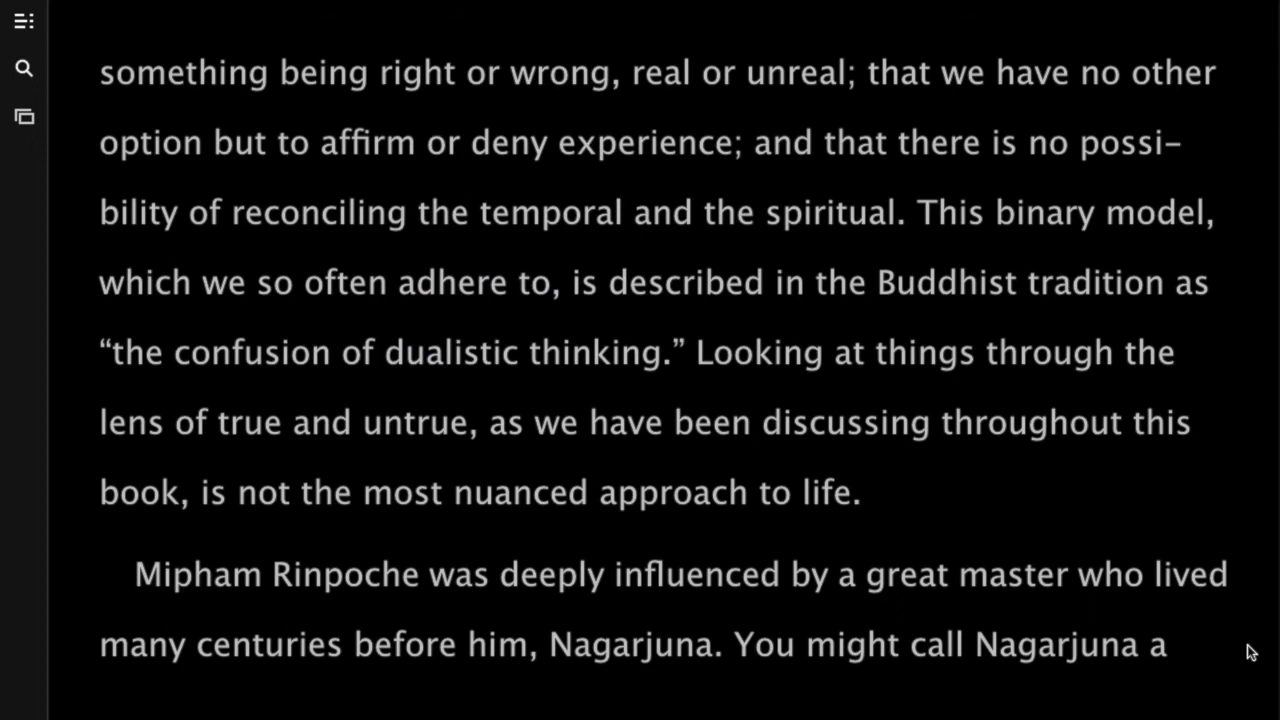 something being right or wrong, real or unreal; that we have no other
option but to affirm or deny experience; and that there is no possi-
bility of reconciling the temporal and the spiritual. This binary model,
which we so often adhere to, is described in the Buddhist tradition as
“the confusion of dualistic thinking.” Looking at things through the
lens of true and untrue, as we have been discussing throughout this
book, is not the most nuanced approach to life.
Mipham Rinpoche was deeply influenced by a great master who lived
many centuries before him, Nagarjuna. You might call Nagarjuna a